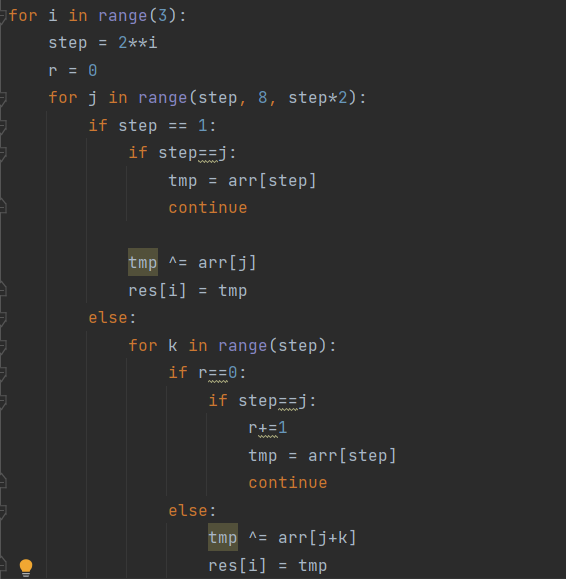 for i in range(3):
    step = 2**i
    r = 0
    for j in range(step, 8, step*2):
        if step == 1:
            if step==j:
                tmp = arr[step]
                continue

            tmp ^= arr[j]
            res[i] = tmp
        else:
            for k in range(step):
                if r==0:
                    if step==j:
                        r+=1
                        tmp = arr[step]
                        continue
                else:
                    tmp ^= arr[j+k]
                    res[i] = tmp